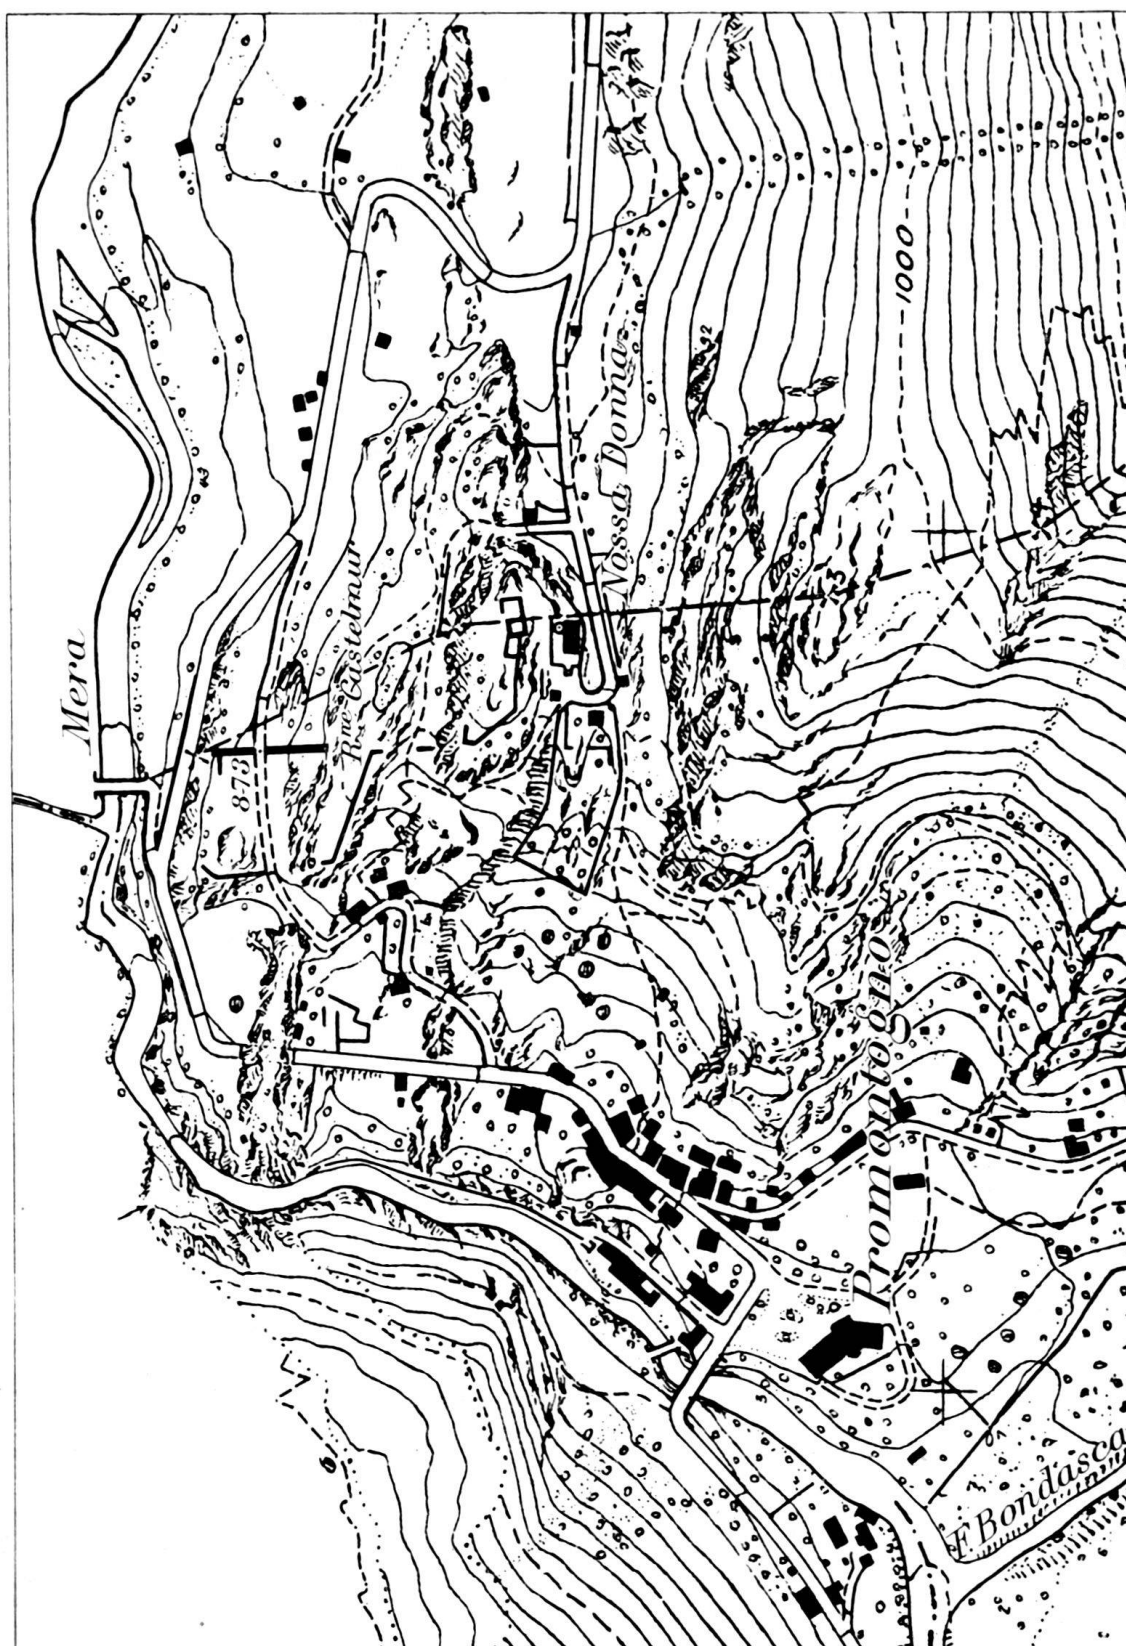 1000
Nossa Donna
Rne Castelmur
Mera
873
Promontogno
F. Bondasca